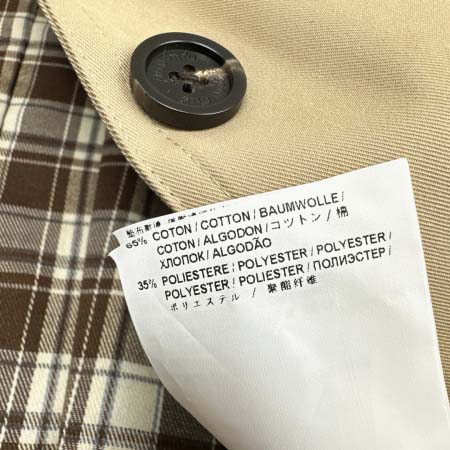 65% COTON / COTTON / BAUMWOLLE /
COTON / ALGODON / コットン / 棉
ХЛОПОК / ALGODÃO
35% POLIESTERE / POLYESTER / POLYESTER /
POLYESTER / POLIESTER / ПОЛИЭСТЕР /
ポリエステル / 聚酯纤维